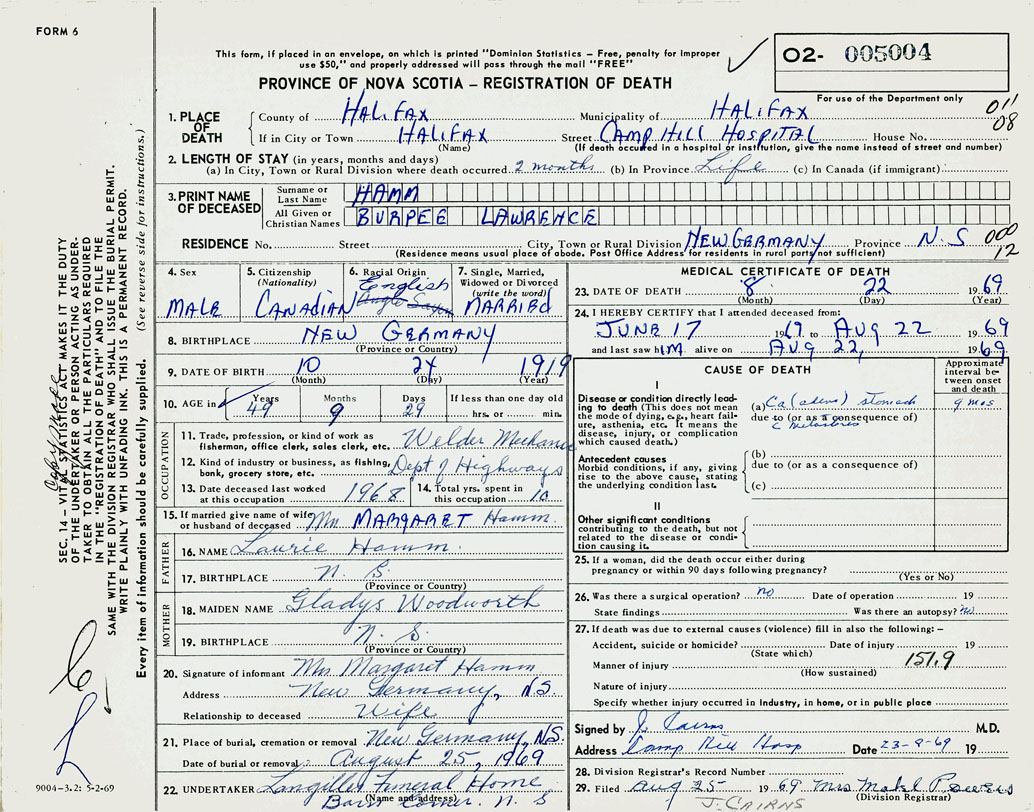 FORM 6
This form, if placed in an envelope, on which is printed "Dominion Statistics – Free, penalty for improper
use $50," and properly addressed will pass through the mail "FREE"
O2- 005004
PROVINCE OF NOVA SCOTIA – REGISTRATION OF DEATH
For use of the Department only
011
08
1. PLACE OF DEATH
County of HALIFAX Municipality of HALIFAX
If in City or Town HALIFAX Street CAMP HILL HOSPITAL House No.
(Name) (If death occurred in a hospital or institution, give the name instead of street and number)
2. LENGTH OF STAY (in years, months and days)
(a) In City, Town or Rural Division where death occurred 2 months (b) In Province Life (c) In Canada (if immigrant)
3. PRINT NAME OF DECEASED
Surname or Last Name HAMM
All Given or Christian Names BURPEE LAWRENCE
RESIDENCE No. Street City, Town or Rural Division NEW GERMANY Province N.S
000
12
(Residence means usual place of abode. Post Office Address for residents in rural parts not sufficient)
4. Sex
MALE
5. Citizenship
(Nationality)
CANADIAN
6. Racial Origin
English
Anglo Saxon
7. Single, Married,
Widowed or Divorced
(write the word)
MARRIED
8. BIRTHPLACE NEW GERMANY
(Province or Country)
9. DATE OF BIRTH 10 24 1919
(Month) (Day) (Year)
10. AGE in
Years Months Days If less than one day old
49 9 29 hrs. or min.
OCCUPATION
11. Trade, profession, or kind of work as
fisherman, office clerk, sales clerk, etc. Welder Mechanic
12. Kind of industry or business, as fishing,
bank, grocery store, etc. Dept of Highways
13. Date deceased last worked
at this occupation 1968
14. Total yrs. spent in
this occupation 10
15. If married give name of wife
or husband of deceased Mrs MARGARET Hamm.
FATHER
16. NAME Laurie Hamm.
17. BIRTHPLACE N. S.
(Province or Country)
MOTHER
18. MAIDEN NAME Gladys Woodworth
19. BIRTHPLACE N. S.
(Province or Country)
20. Signature of informant Mrs Margaret Hamm
Address New Germany, N.S.
Relationship to deceased Wife
21. Place of burial, cremation or removal New Germany, N.S.
Date of burial or removal August 25, 1969
22. UNDERTAKER Langilles Funeral Home
(Name and address)
Barss Corner. N. S
MEDICAL CERTIFICATE OF DEATH
23. DATE OF DEATH 8 22 1969
(Month) (Day) (Year)
24. I HEREBY CERTIFY that I attended deceased from:
JUNE 17 1969 to AUG 22 1969
and last saw him alive on AUG 22, 1969
CAUSE OF DEATH
Approximate
interval be-
tween onset
and death
I
Disease or condition directly lead-
ing to death (This does not mean
the mode of dying, e.g., heart fail-
ure, asthenia, etc. It means the
disease, injury, or complication
which caused death.)
(a) Ca (adeno) stomach 9 mos
due to (or as a consequence of)
c metastases
Antecedent causes
Morbid conditions, if any, giving
rise to the above cause, stating
the underlying condition last.
(b)
due to (or as a consequence of)
(c)
II
Other significant conditions
contributing to the death, but not
related to the disease or condi-
tion causing it.
25. If a woman, did the death occur either during
pregnancy or within 90 days following pregnancy?
(Yes or No)
26. Was there a surgical operation? no Date of operation 19
State findings Was there an autopsy? No
27. If death was due to external causes (violence) fill in also the following: –
Accident, suicide or homicide? Date of injury 19
(State which)
151.9
Manner of injury
(How sustained)
Nature of injury
Specify whether injury occurred in industry, in home, or in public place
Signed by J. Cairns M.D.
Address Camp Hill Hosp Date 23-8-69 19
28. Division Registrar's Record Number
29. Filed Aug 25 1969 Mrs Mabel
(Division Registrar)
J. CAIRNS
SEC. 14 – VITAL STATISTICS ACT MAKES IT THE DUTY
OF THE UNDERTAKER OR PERSON ACTING AS UNDER-
TAKER TO OBTAIN ALL THE PARTICULARS REQUIRED
IN THE "REGISTRATION OF DEATH" AND TO FILE THE
SAME WITH THE DIVISION REGISTRAR WHO SHALL ISSUE THE BURIAL PERMIT.
WRITE PLAINLY WITH UNFADING INK. THIS IS A PERMANENT RECORD.
Every item of information should be carefully supplied. (See reverse side for instructions.)
9004-3.2: 5-2-69